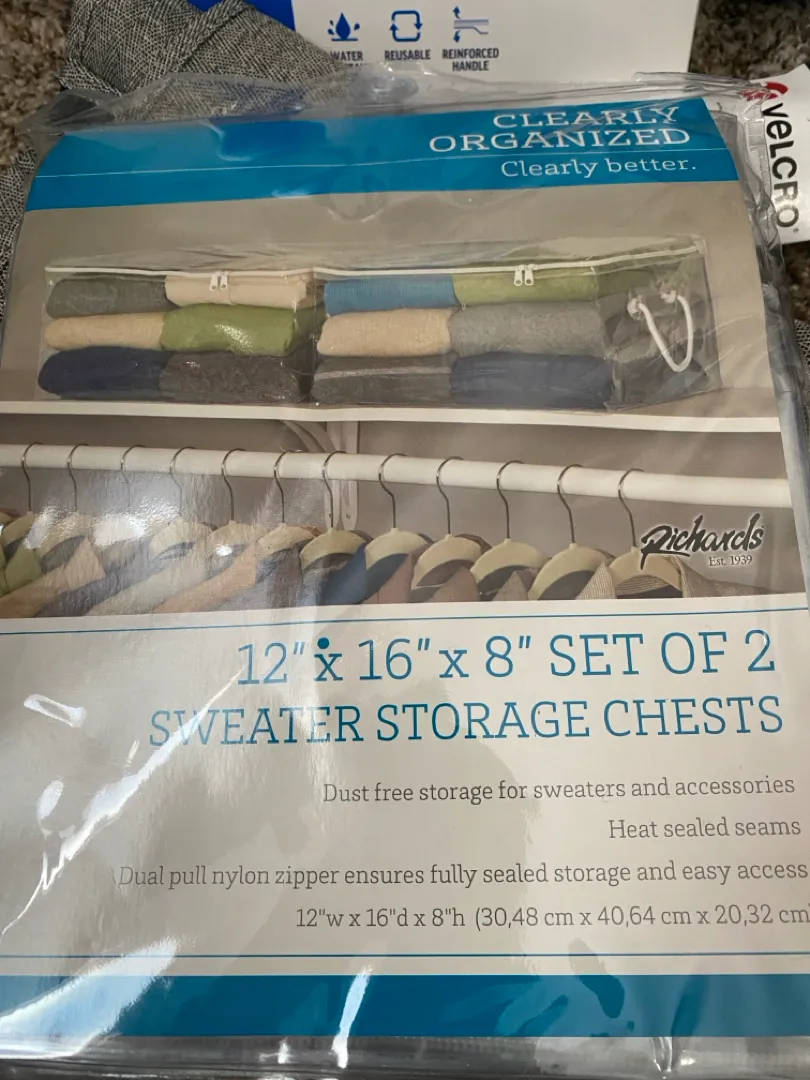 WATER
REUSABLE
REINFORCED
HANDLE
VELCRO®
CLEARLY
ORGANIZED
Clearly better.
Richards
Est. 1939
12" x 16" x 8" SET OF 2
SWEATER STORAGE CHESTS
Dust free storage for sweaters and accessories
Heat sealed seams
Dual pull nylon zipper ensures fully sealed storage and easy access
12"w x 16"d x 8"h (30,48 cm x 40,64 cm x 20,32 cm